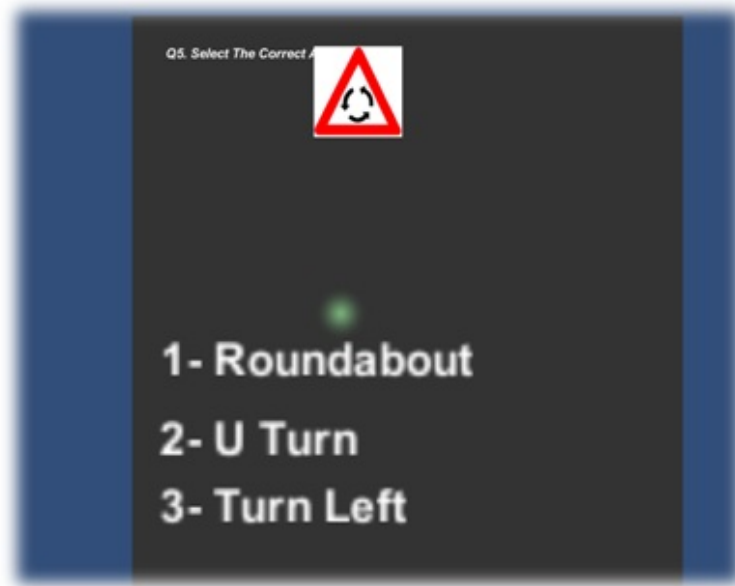 Q5. Select The Correct
1- Roundabout
2- U Turn
3- Turn Left